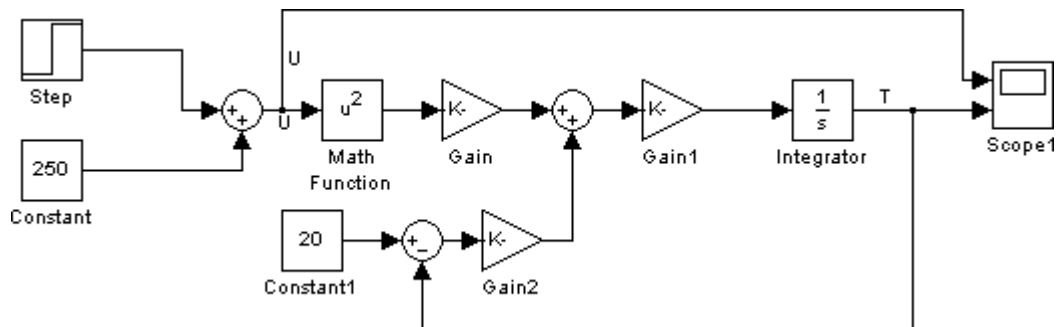 Step
250
Constant
+
+
U
U
u2
Math
Function
K-
Gain
+
+
K-
Gain1
1
s
Integrator
T
Scope1
20
Constant1
+
−
K-
Gain2